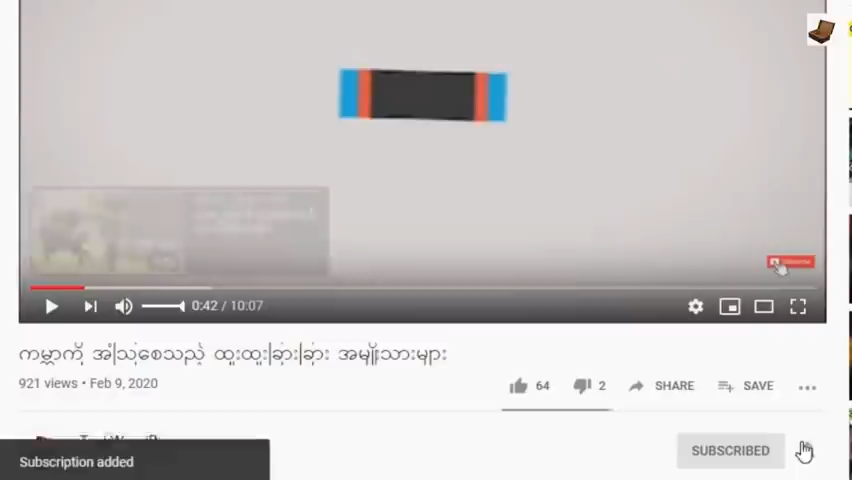 0:42 / 10:07
ကမ္ဘာကို အံ့ဩစေသည့် ထူးထူးခြားခြား အမျိုးသားများ
921 views • Feb 9, 2020
64
2
SHARE
SAVE
SUBSCRIBED
Subscription added